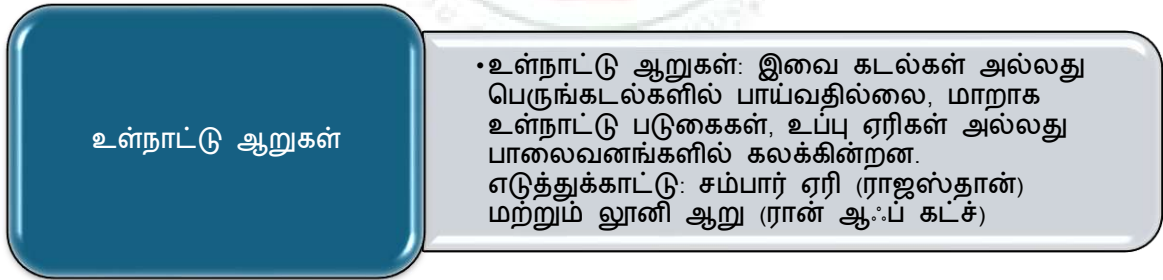 உள்நாட்டு ஆறுகள்
•உள்நாட்டு ஆறுகள்: இவை கடல்கள் அல்லது
பெருங்கடல்களில் பாய்வதில்லை, மாறாக
உள்நாட்டு படுகைகள், உப்பு ஏரிகள் அல்லது
பாலைவனங்களில் கலக்கின்றன.
எடுத்துக்காட்டு: சம்பார் ஏரி (ராஜஸ்தான்)
மற்றும் லூனி ஆறு (ரான் ஆஃப் கட்ச்)